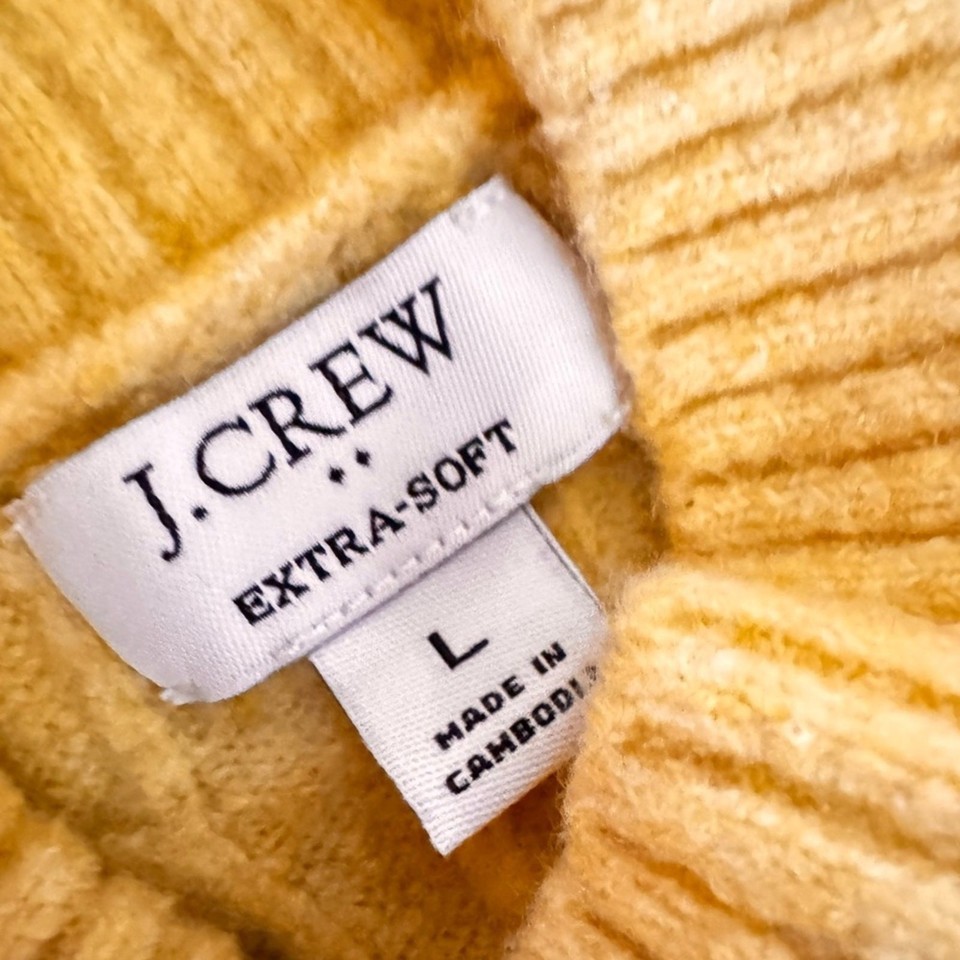 J.CREW
EXTRA-SOFT
L
MADE IN
CAMBODIA